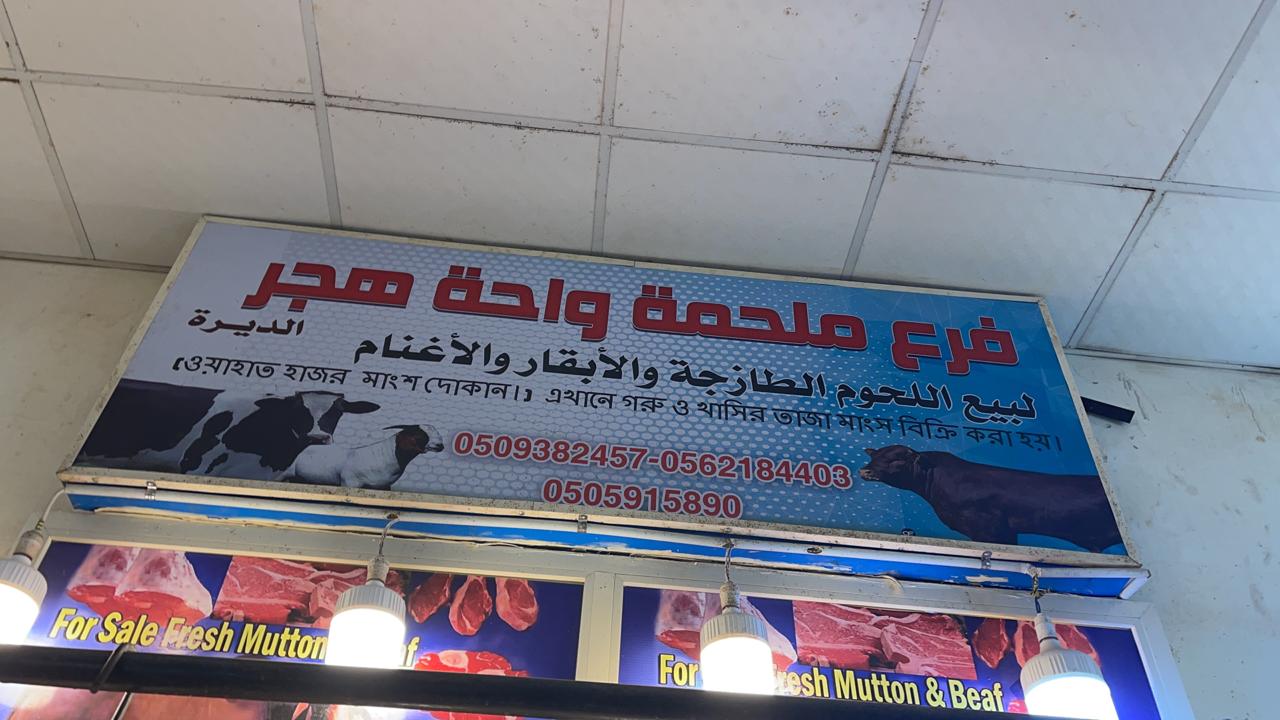 فرع ملحمة واحة هجر
الديرة
لبيع اللحوم الطازجة والأبقار والأغنام
(ওয়াহাত হাজর মাংশ দোকান।) এখানে গরু ও খাসির তাজা মাংস বিক্রি করা হয়।
0509382457-0562184403
0505915890
For Sale Fresh Mutton
For Fresh Mutton & Beaf